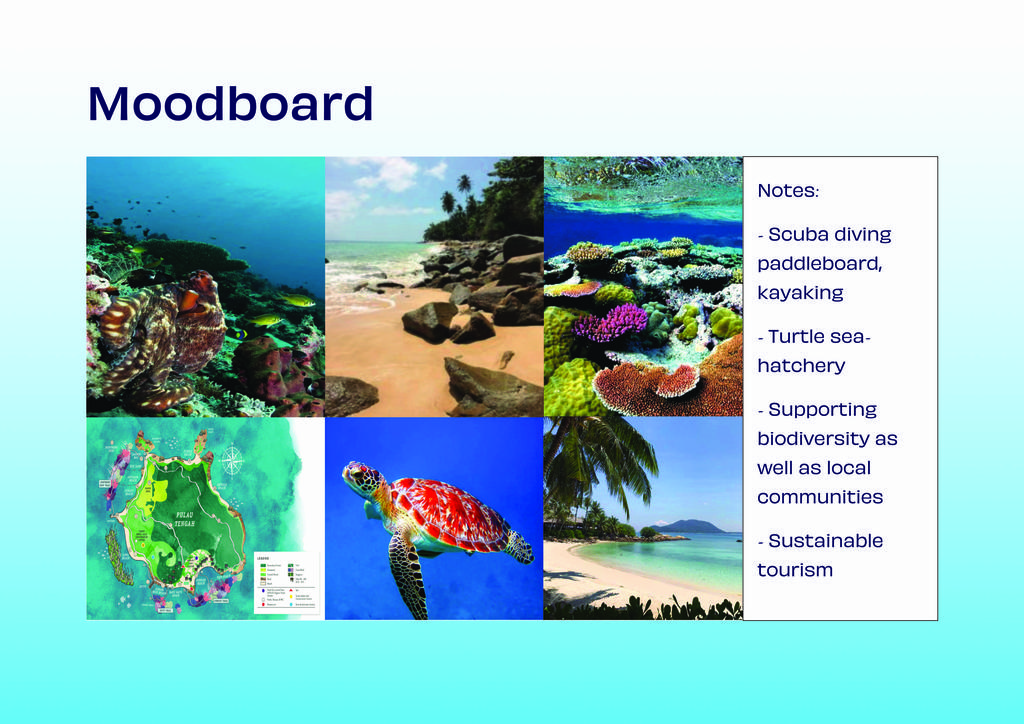 Moodboard
Notes:
- Scuba diving
paddleboard,
kayaking
- Turtle sea-
hatchery
- Supporting
biodiversity as
well as local
communities
- Sustainable
tourism
PULAU
TENGAH
LEGEND